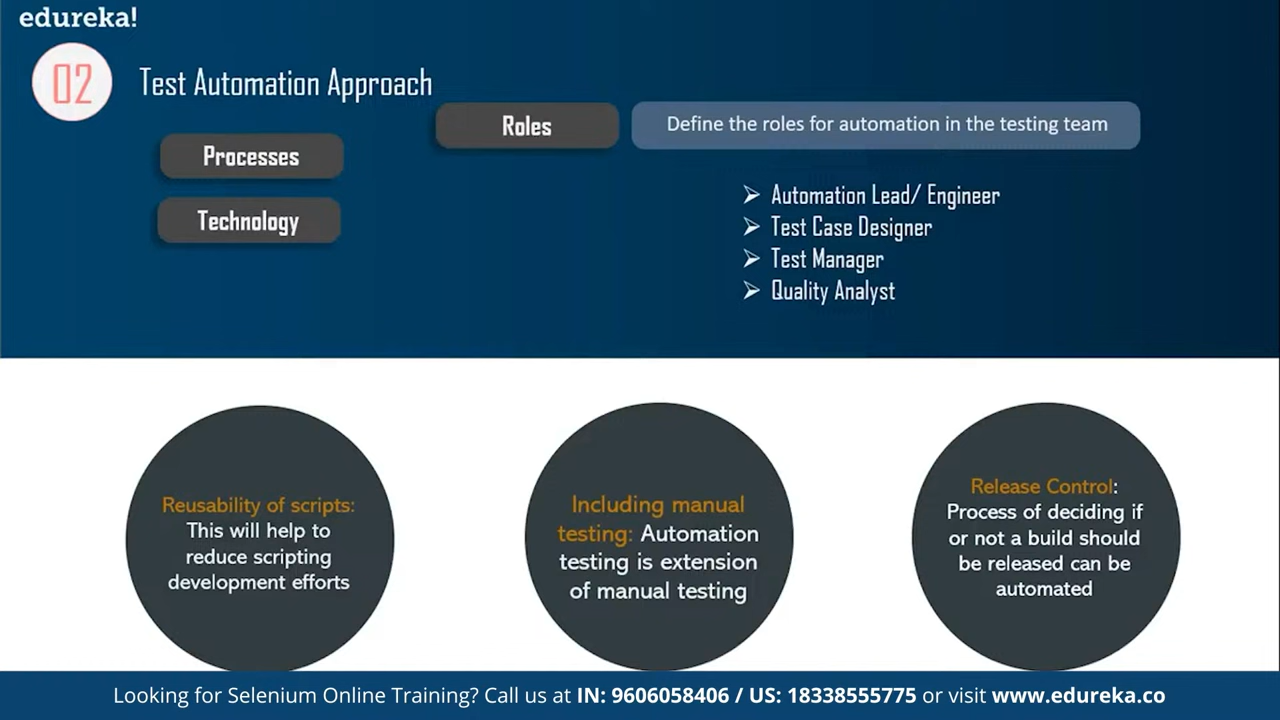 edureka!
02
Test Automation Approach
Roles
Define the roles for automation in the testing team
Processes
Technology
➢ Automation Lead/ Engineer
➢ Test Case Designer
➢ Test Manager
➢ Quality Analyst
Reusability of scripts:
This will help to
reduce scripting
development efforts
Including manual
testing: Automation
testing is extension
of manual testing
Release Control:
Process of deciding if
or not a build should
be released can be
automated
Looking for Selenium Online Training? Call us at IN: 9606058406 / US: 18338555775 or visit www.edureka.co